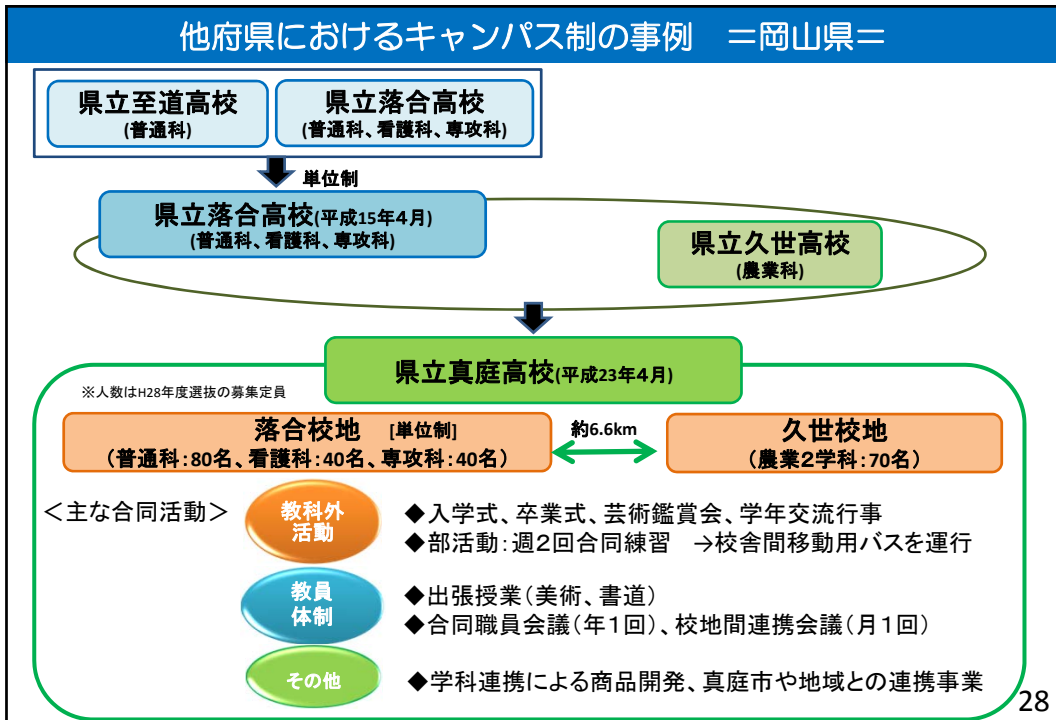 他府県におけるキャンパス制の事例　＝岡山県＝
県立至道高校
(普通科)
県立落合高校
(普通科、看護科、専攻科)
単位制
県立落合高校(平成15年４月)
(普通科、看護科、専攻科)
県立久世高校
(農業科)
県立真庭高校(平成23年４月)
※人数はH28年度選抜の募集定員
落合校地　[単位制]
（普通科：80名、看護科：40名、専攻科：40名）
約6.6km
久世校地
（農業２学科：70名）
＜主な合同活動＞
教科外
活動
◆入学式、卒業式、芸術鑑賞会、学年交流行事
◆部活動：週２回合同練習　→校舎間移動用バスを運行
教員
体制
◆出張授業（美術、書道）
◆合同職員会議（年１回）、校地間連携会議（月１回）
その他
◆学科連携による商品開発、真庭市や地域との連携事業
28